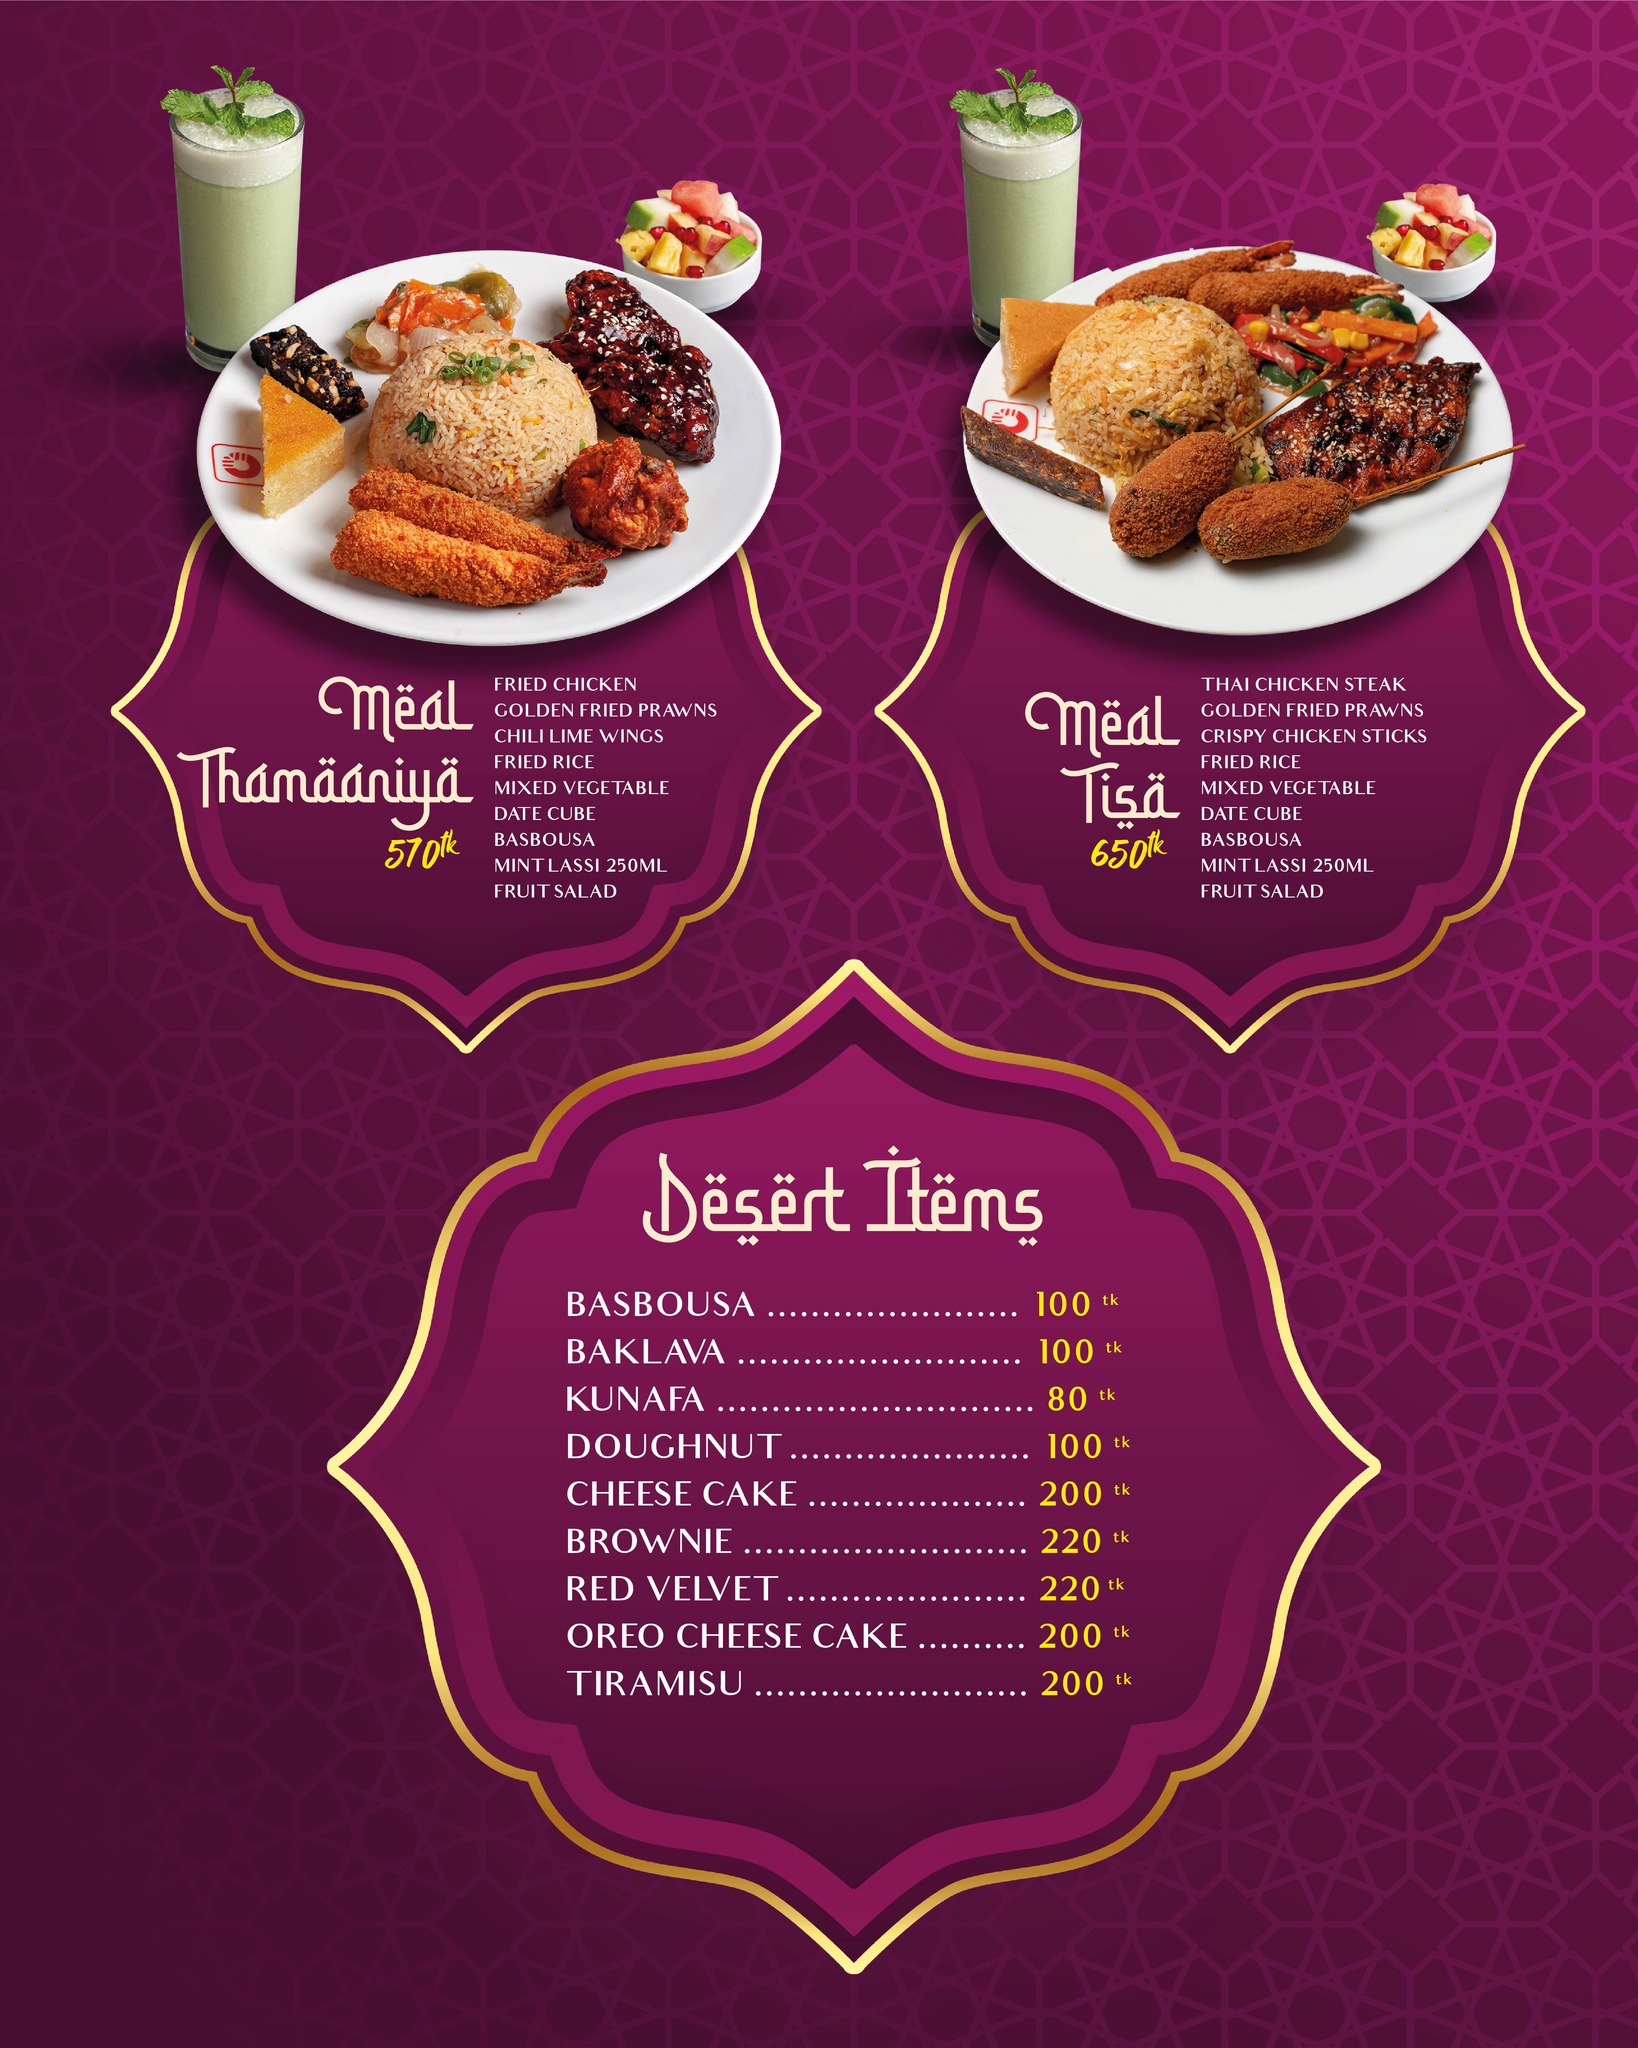 Mëal
Thamäaniyä
570tk
FRIED CHICKEN
GOLDEN FRIED PRAWNS
CHILI LIME WINGS
FRIED RICE
MIXED VEGETABLE
DATE CUBE
BASBOUSA
MINT LASSI 250ML
FRUIT SALAD
Mëal
Tisä
650tk
THAI CHICKEN STEAK
GOLDEN FRIED PRAWNS
CRISPY CHICKEN STICKS
FRIED RICE
MIXED VEGETABLE
DATE CUBE
BASBOUSA
MINT LASSI 250ML
FRUIT SALAD
Dësërt Itëms
BASBOUSA ....................... 100 tk
BAKLAVA .......................... 100 tk
KUNAFA ............................. 80 tk
DOUGHNUT ...................... 100 tk
CHEESE CAKE .................... 200 tk
BROWNIE .......................... 220 tk
RED VELVET ...................... 220 tk
OREO CHEESE CAKE .......... 200 tk
TIRAMISU ......................... 200 tk